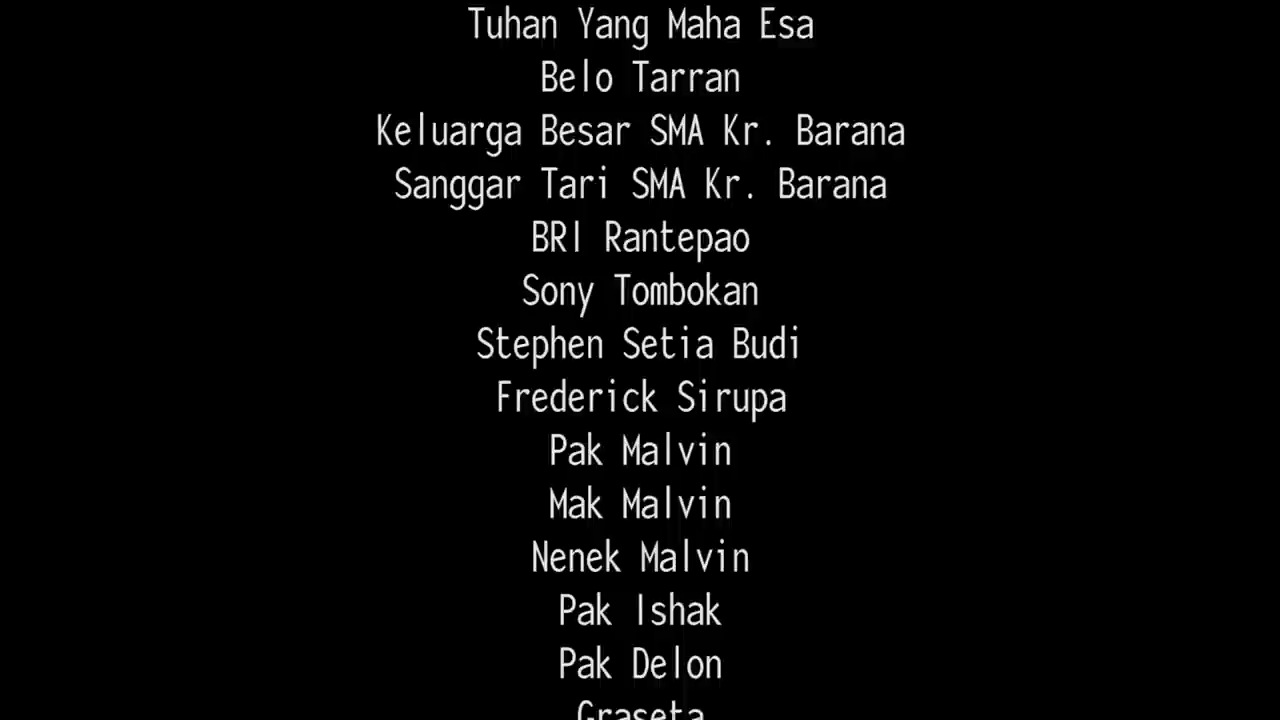 Tuhan Yang Maha Esa
Belo Tarran
Keluarga Besar SMA Kr. Barana
Sanggar Tari SMA Kr. Barana
BRI Rantepao
Sony Tombokan
Stephen Setia Budi
Frederick Sirupa
Pak Malvin
Mak Malvin
Nenek Malvin
Pak Ishak
Pak Delon
Graseta